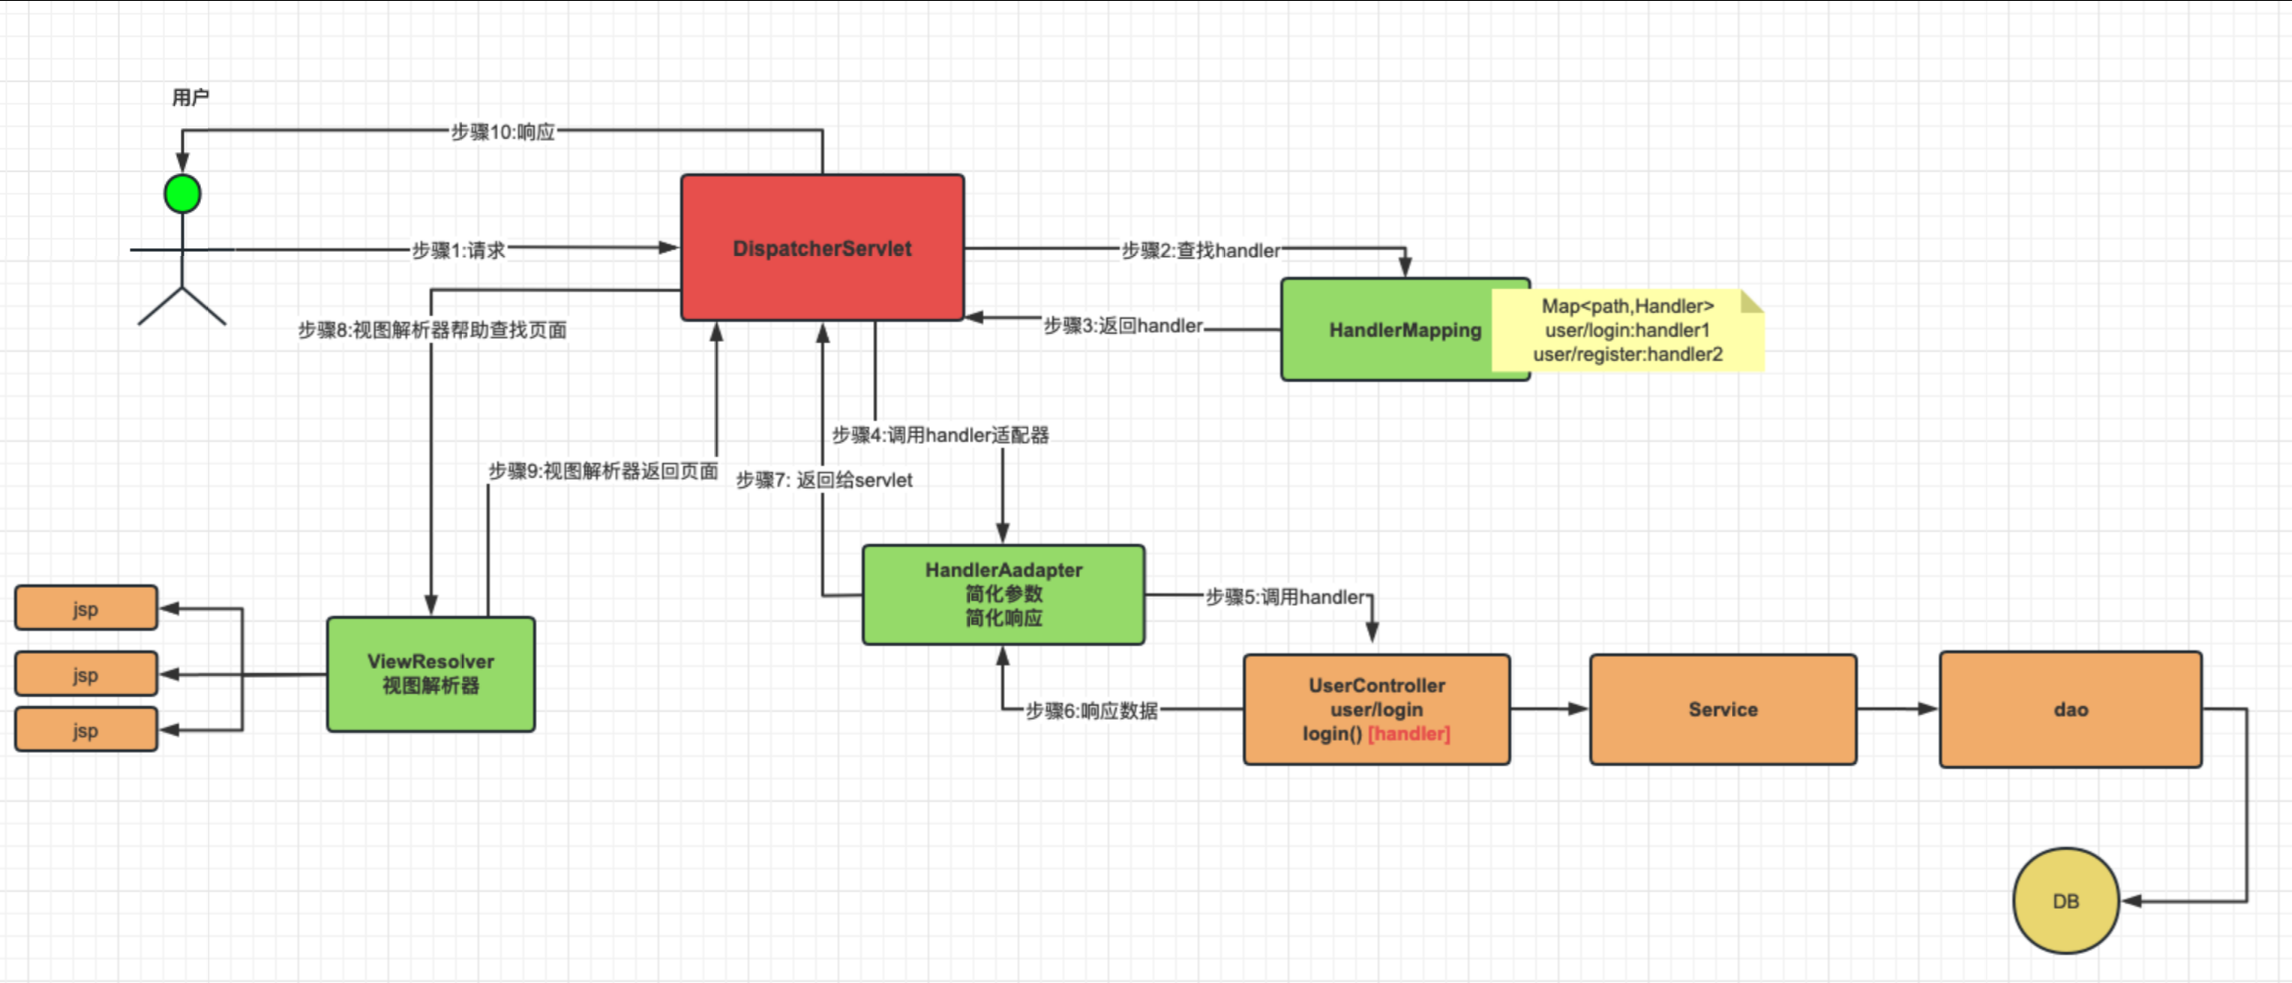 用户
步骤10:响应
步骤1:请求
DispatcherServlet
步骤2:查找handler
步骤8:视图解析器帮助查找页面
步骤3:返回handler
HandlerMapping
Map<path,Handler>
user/login:handler1
user/register:handler2
步骤4:调用handler适配器
步骤9:视图解析器返回页面
步骤7: 返回给servlet
HandlerAadapter
简化参数
简化响应
步骤5:调用handler
jsp
jsp
jsp
ViewResolver
视图解析器
步骤6:响应数据
UserController
user/login
login() [handler]
Service
dao
DB